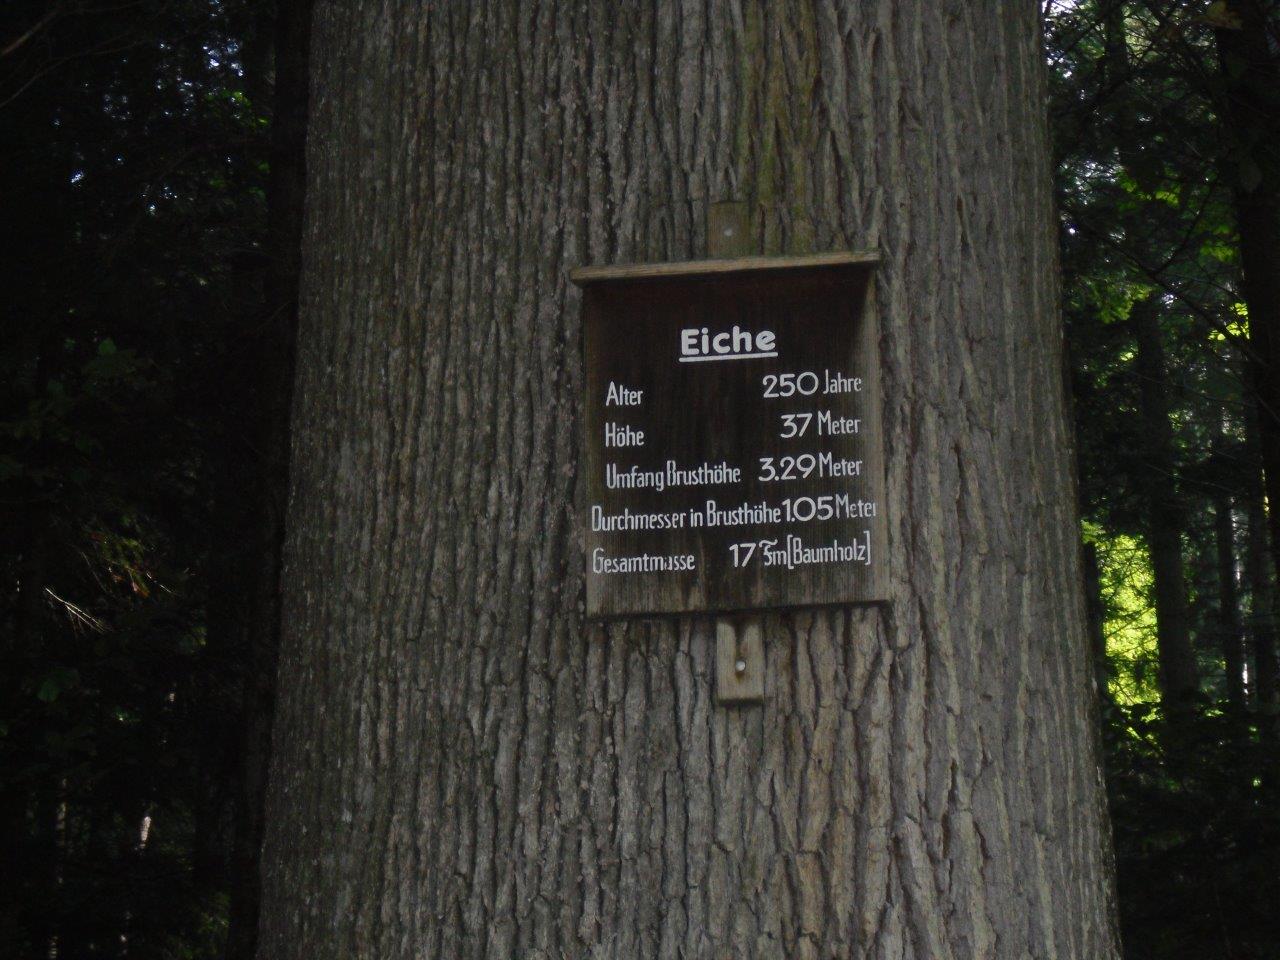 Eiche
Alter 250 Jahre
Höhe 37 Meter
Umfang Brusthöhe 3.29 Meter
Durchmesser in Brusthöhe 1.05 Meter
Gesamtmasse 17 Fm [Baumholz]